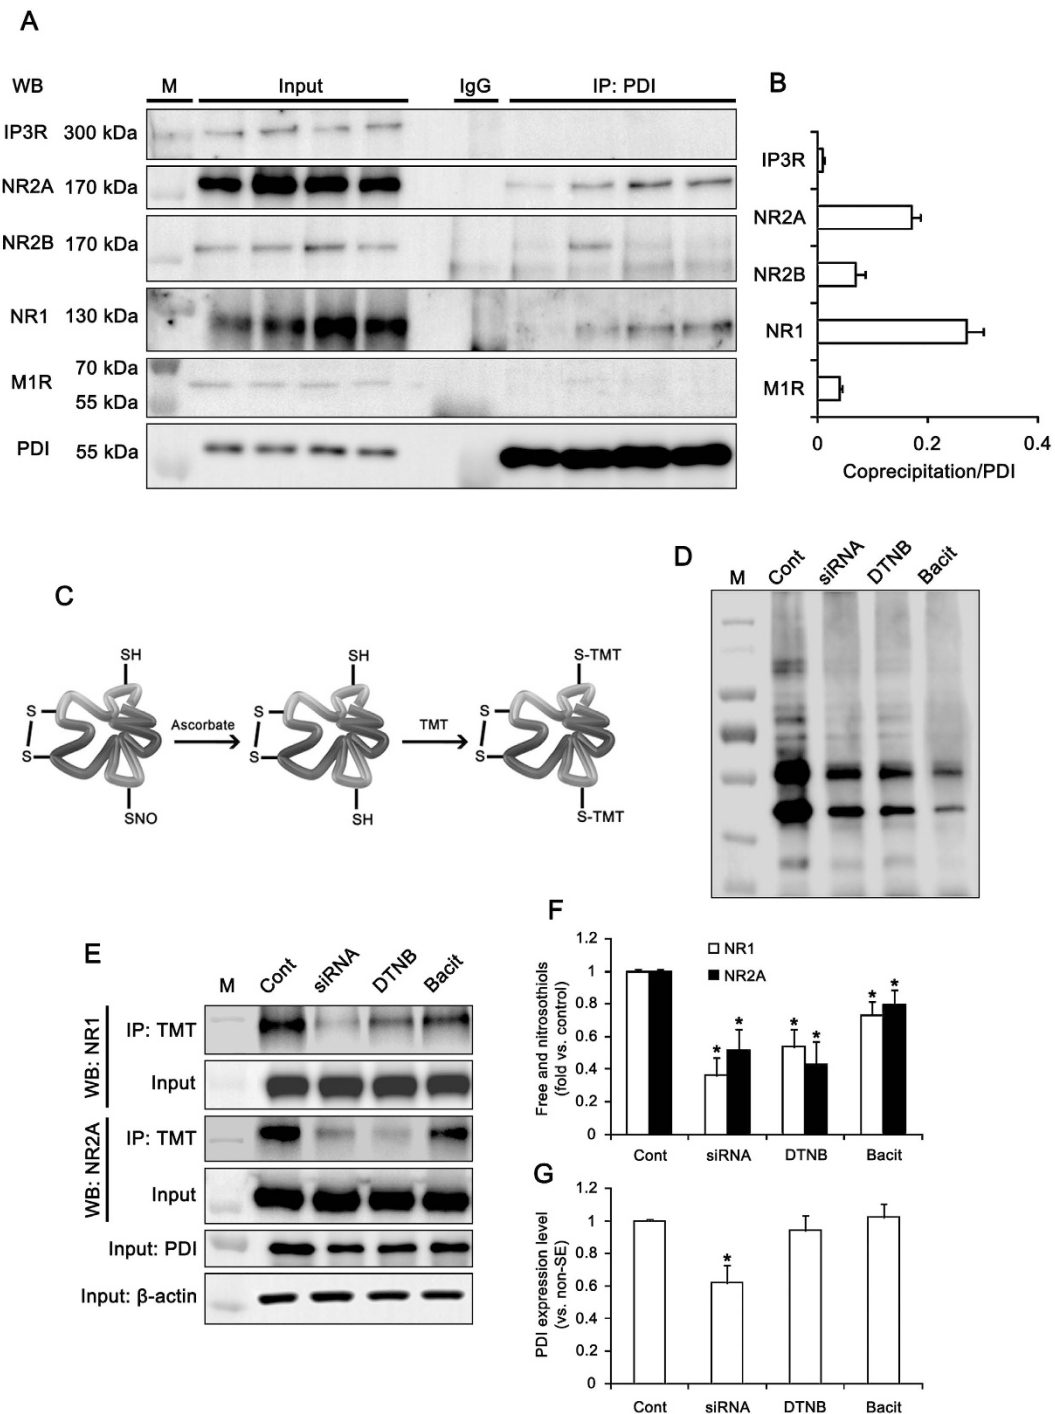 A
WB M Input IgG IP: PDI
IP3R 300 kDa
NR2A 170 kDa
NR2B 170 kDa
NR1 130 kDa
M1R 70 kDa
55 kDa
PDI 55 kDa
B
IP3R
NR2A
NR2B
NR1
M1R
0 0.2 0.4
Coprecipitation/PDI
C
SH SH S-TMT
S S S
Ascorbate TMT
S S S
SNO SH S-TMT
D
M Cont siRNA DTNB Bacit
E
M Cont siRNA DTNB Bacit
WB: NR1
IP: TMT
Input
WB: NR2A
IP: TMT
Input
Input: PDI
Input: β-actin
F
Free and nitrosothiols
(fold vs. control)
1.2
1
0.8
0.6
0.4
0.2
0
NR1
NR2A
* * * * * *
Cont siRNA DTNB Bacit
G
PDI expression level
(vs. non-SE)
1.2
1
0.8
0.6
0.4
0.2
0
*
Cont siRNA DTNB Bacit